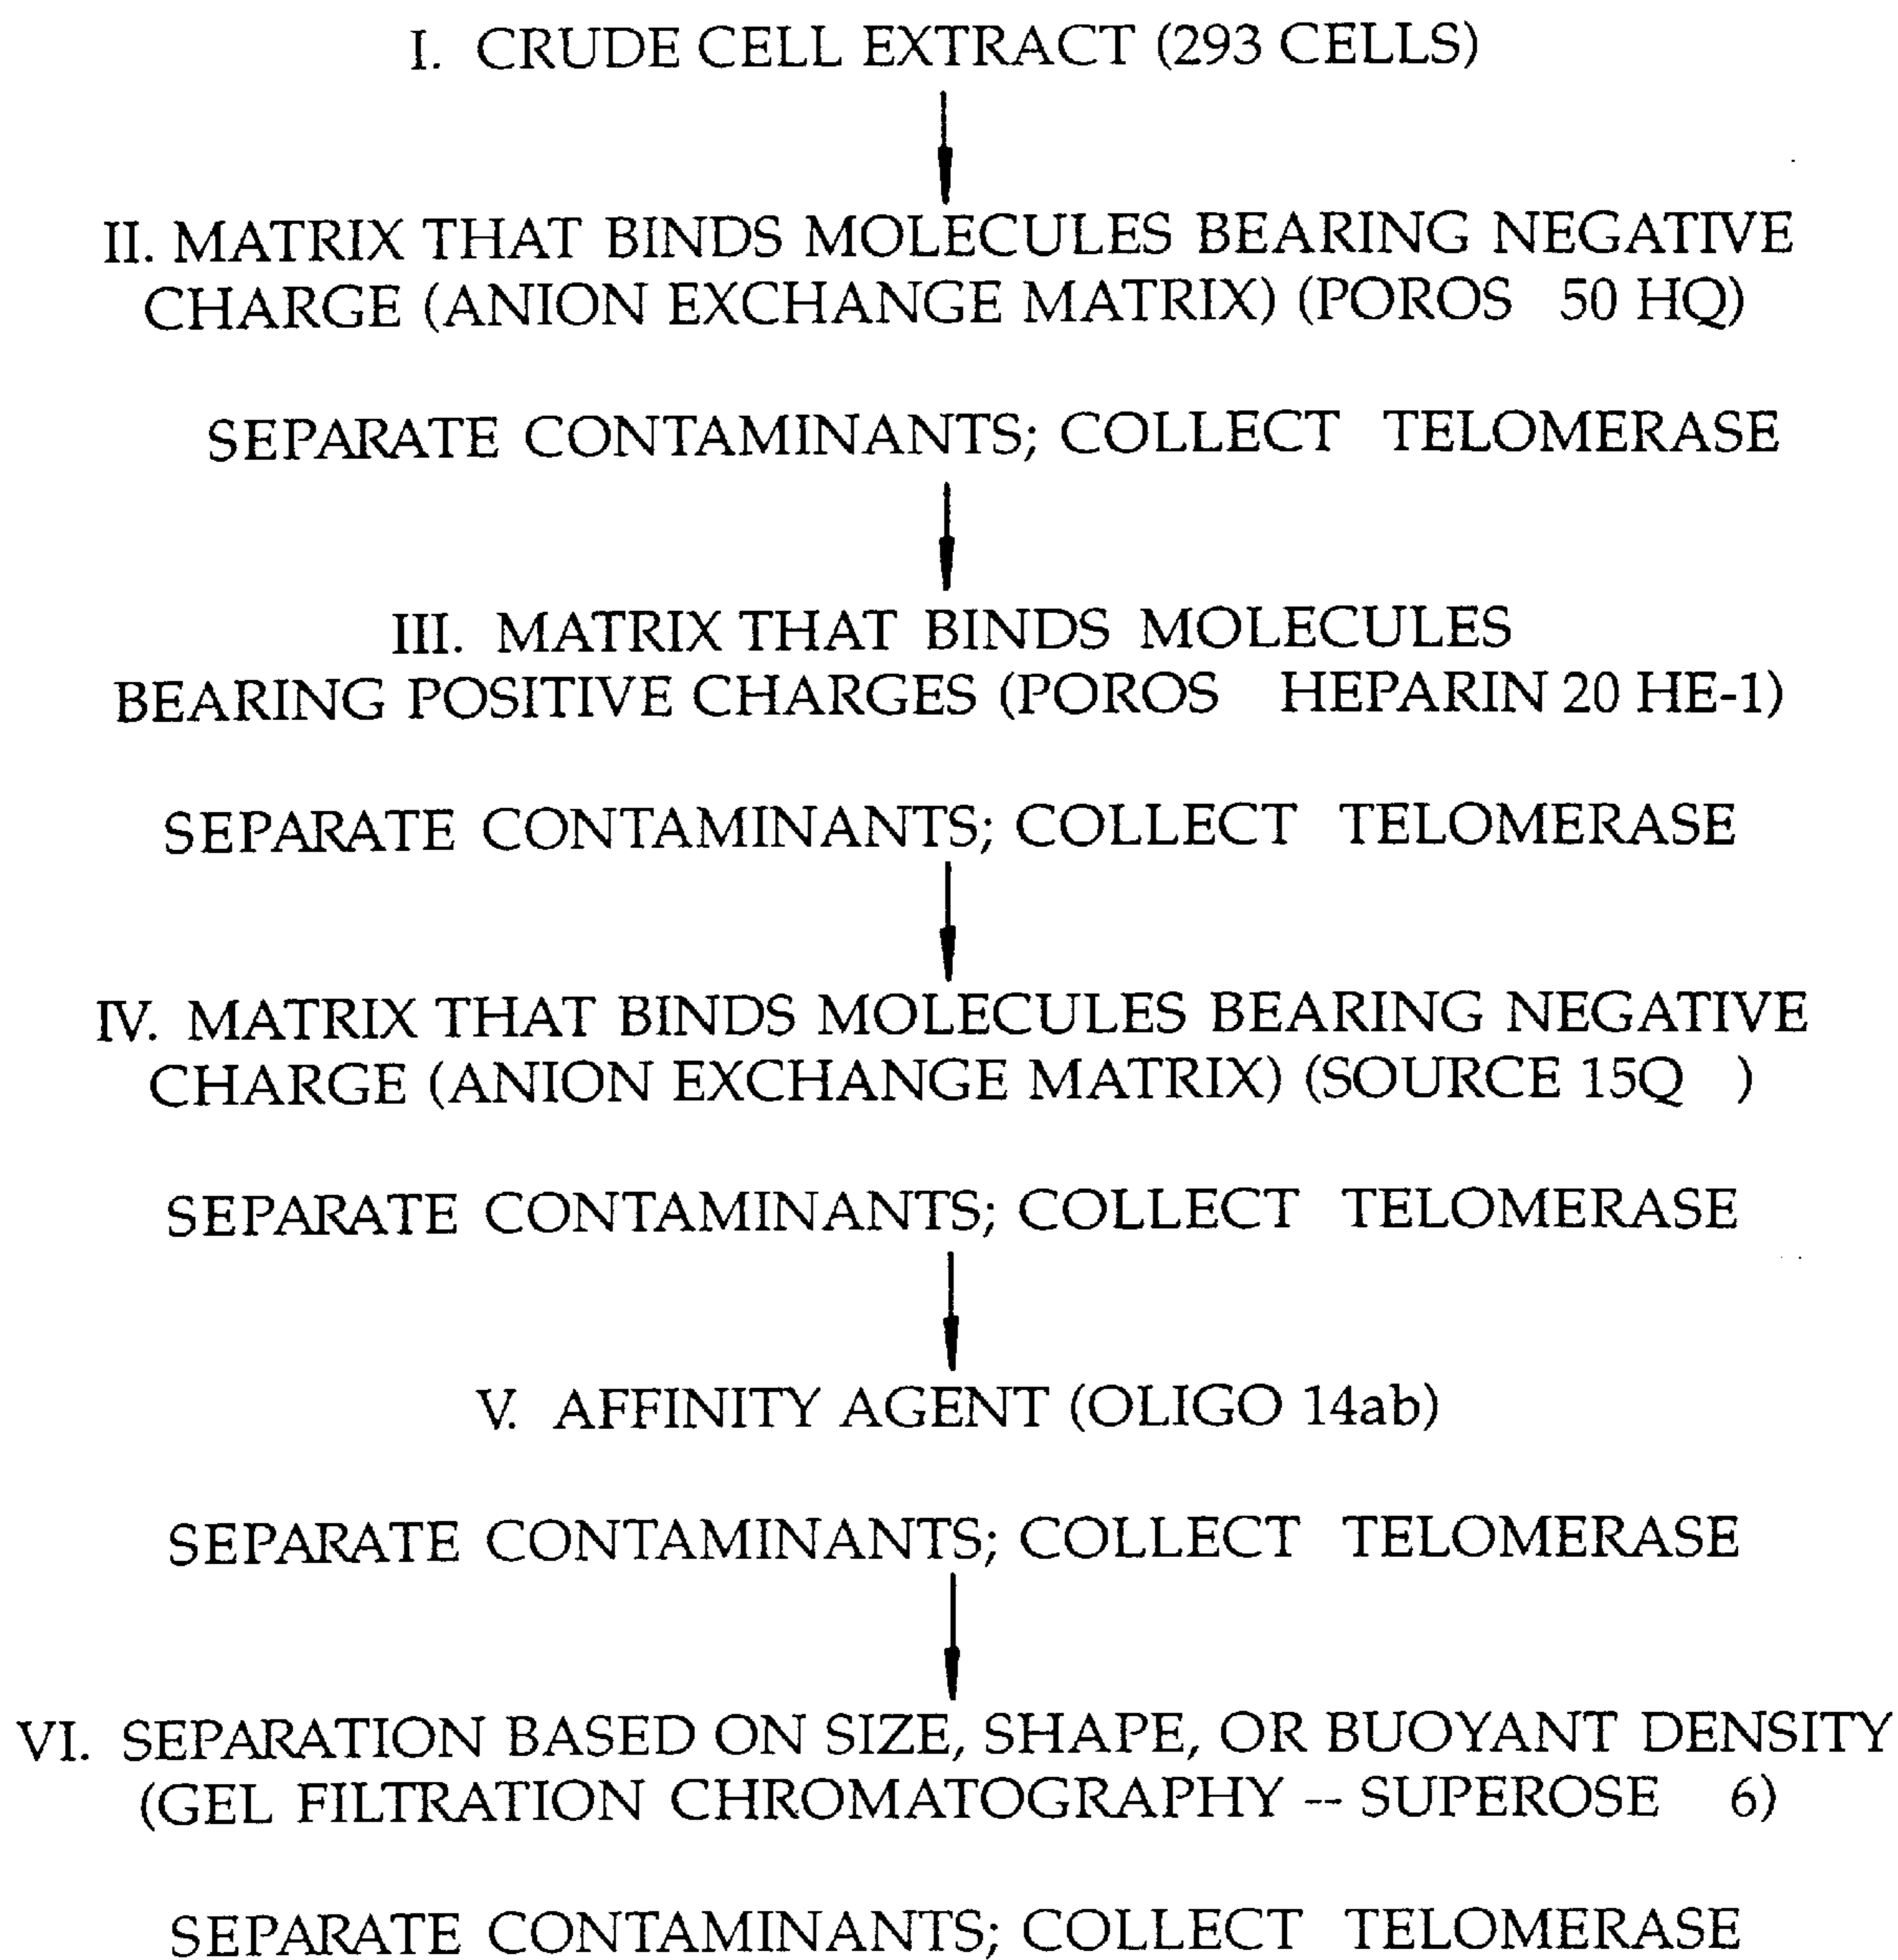 I. CRUDE CELL EXTRACT (293 CELLS)
II. MATRIX THAT BINDS MOLECULES BEARING NEGATIVE
CHARGE (ANION EXCHANGE MATRIX) (POROS 50 HQ)
SEPARATE CONTAMINANTS; COLLECT TELOMERASE
III. MATRIX THAT BINDS MOLECULES
BEARING POSITIVE CHARGES (POROS HEPARIN 20 HE-1)
SEPARATE CONTAMINANTS; COLLECT TELOMERASE
IV. MATRIX THAT BINDS MOLECULES BEARING NEGATIVE
CHARGE (ANION EXCHANGE MATRIX) (SOURCE 15Q )
SEPARATE CONTAMINANTS; COLLECT TELOMERASE
V. AFFINITY AGENT (OLIGO 14ab)
SEPARATE CONTAMINANTS; COLLECT TELOMERASE
VI. SEPARATION BASED ON SIZE, SHAPE, OR BUOYANT DENSITY
(GEL FILTRATION CHROMATOGRAPHY -- SUPEROSE 6)
SEPARATE CONTAMINANTS; COLLECT TELOMERASE